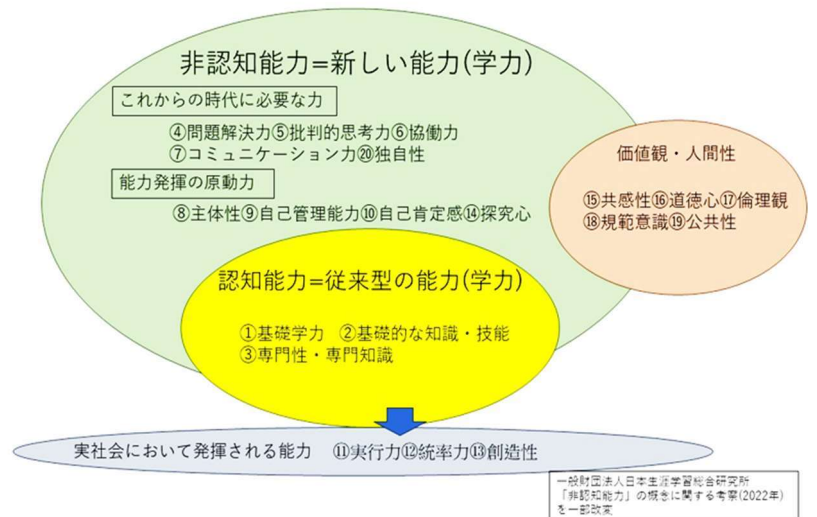 非認知能力=新しい能力(学力)
これからの時代に必要な力
④問題解決力⑤批判的思考力⑥協働力
⑦コミュニケーション力⑳独自性
能力発揮の原動力
⑧主体性⑨自己管理能力⑩自己肯定感⑭探究心
価値観・人間性
⑮共感性⑯道徳心⑰倫理観
⑱規範意識⑲公共性
認知能力=従来型の能力(学力)
①基礎学力　②基礎的な知識・技能
③専門性・専門知識
実社会において発揮される能力　⑪実行力⑫統率力⑬創造性
一般財団法人日本生涯学習総合研究所
「非認知能力」の概念に関する考察(2022年)
を一部改変